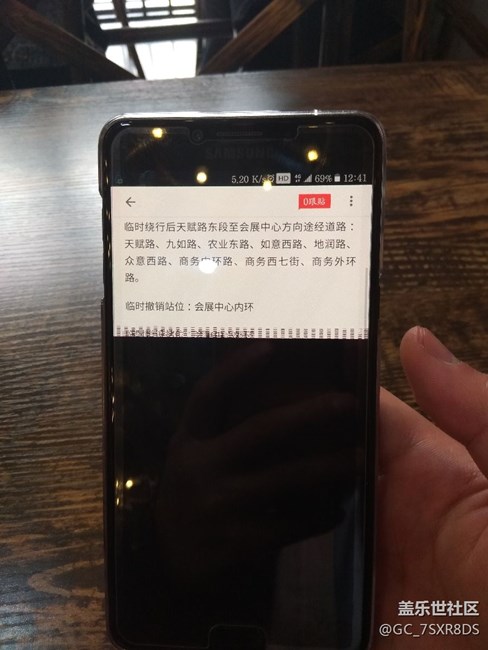 SAMSUNG
5.20 K/s HD 4G 69% 12:41
0跟贴
临时绕行后天赋路东段至会展中心方向途经道路：
天赋路、九如路、农业东路、如意西路、地润路、
众意西路、商务内环路、商务西七街、商务外环
路。
临时撤销站位：会展中心内环
盖乐世社区
@GC_7SXR8DS